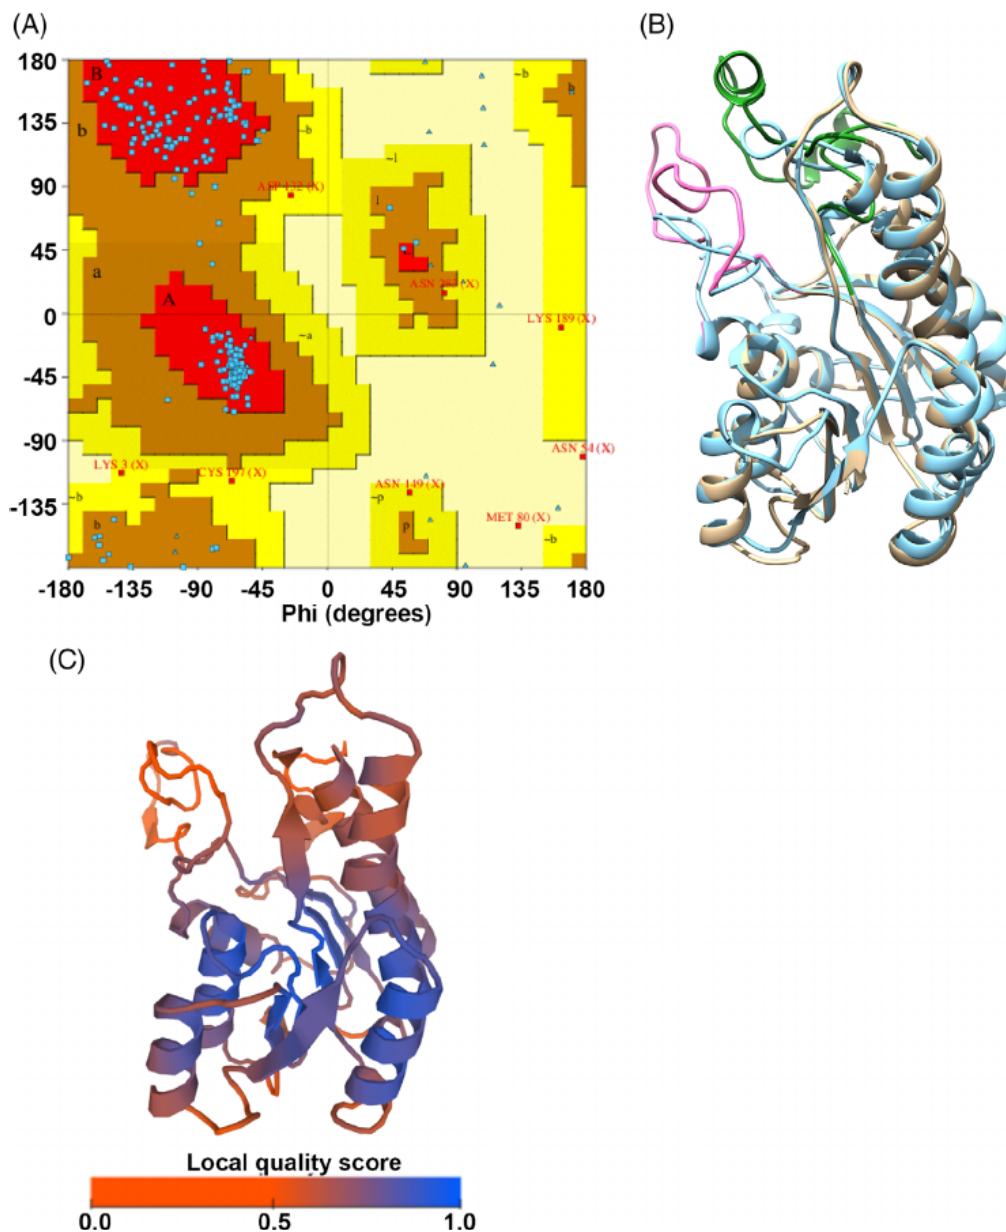 (A)
(B)
180
B
~b
b
135
b
~b
~l
90
ASP 132 (X)
l
45
a
A
ASN 283 (X)
0
LYS 189 (X)
~a
-45
-90
LYS 3 (X)
CYS 197 (X)
ASN 54 (X)
~b
ASN 149 (X)
~p
-135
b
p
MET 80 (X)
~b
-180 -135 -90 -45 0 45 90 135 180
Phi (degrees)
(C)
Local quality score
0.0 0.5 1.0